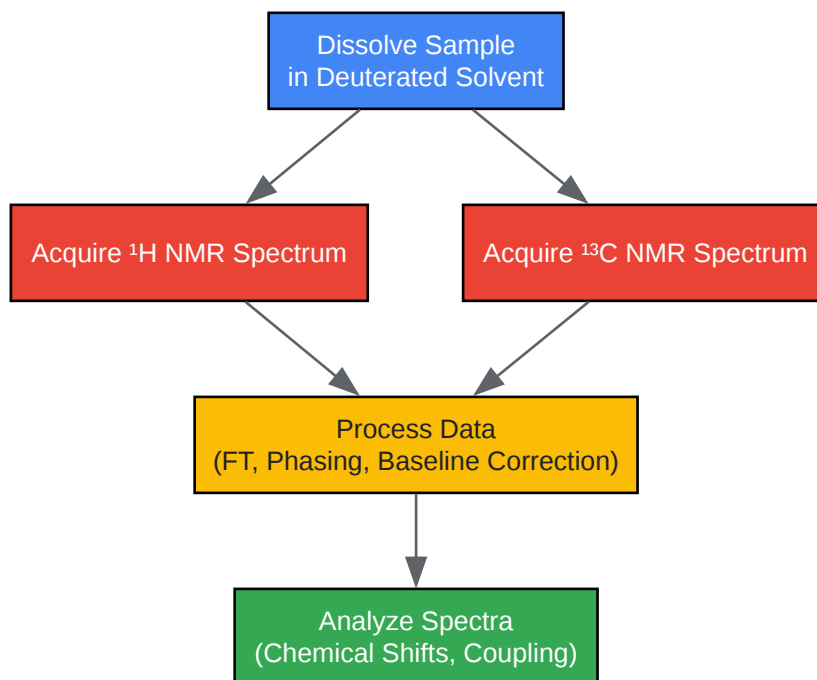 Dissolve Sample
in Deuterated Solvent
Acquire ¹H NMR Spectrum
Acquire ¹³C NMR Spectrum
Process Data
(FT, Phasing, Baseline Correction)
Analyze Spectra
(Chemical Shifts, Coupling)